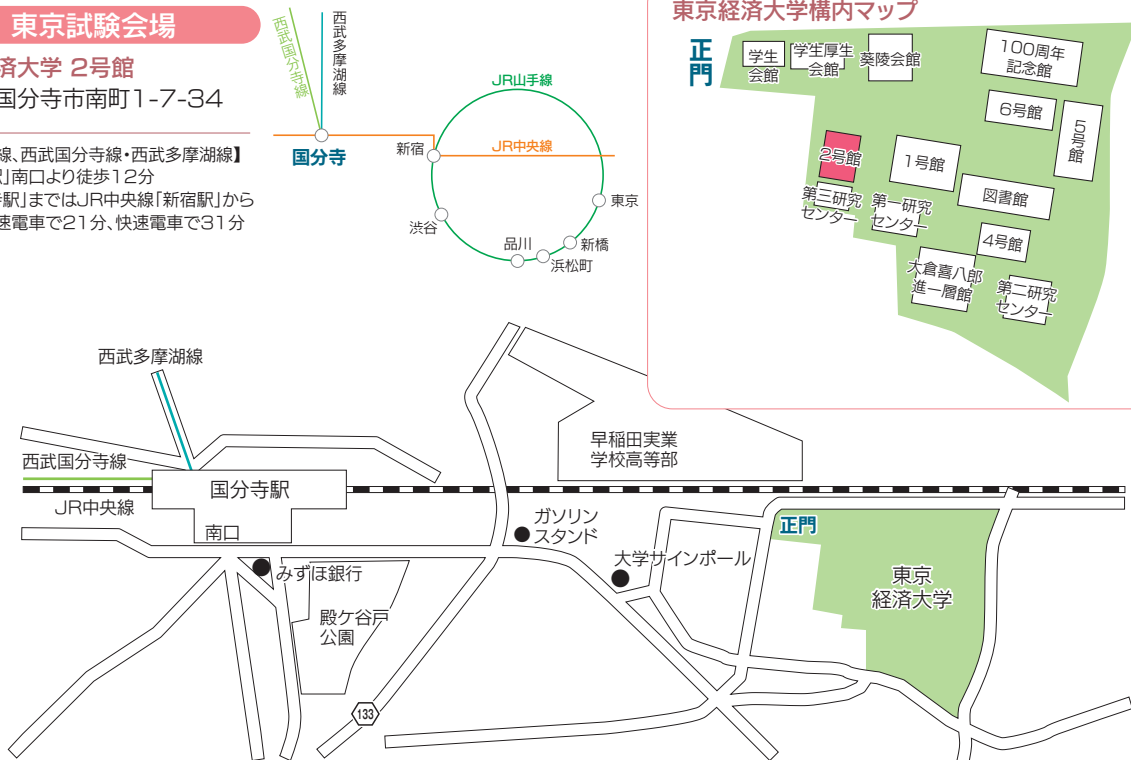 東京試験会場
済大学 2号館
国分寺市南町1-7-34
線、西武国分寺線・西武多摩湖線】
」南口より徒歩12分
駅」まではJR中央線「新宿駅」から
速電車で21分、快速電車で31分
西武国分寺線
西武多摩湖線
国分寺
JR山手線
新宿
JR中央線
東京
渋谷
品川
新橋
浜松町
東京経済大学構内マップ
正門
学生
会館
学生厚生
会館
葵陵会館
100周年
記念館
6号館
5号館
2号館
1号館
第三研究
センター
第一研究
センター
図書館
4号館
大倉喜八郎
進一層館
第二研究
センター
西武多摩湖線
西武国分寺線
JR中央線
国分寺駅
南口
みずほ銀行
殿ケ谷戸
公園
133
早稲田実業
学校高等部
ガソリン
スタンド
大学サインポール
正門
東京
経済大学